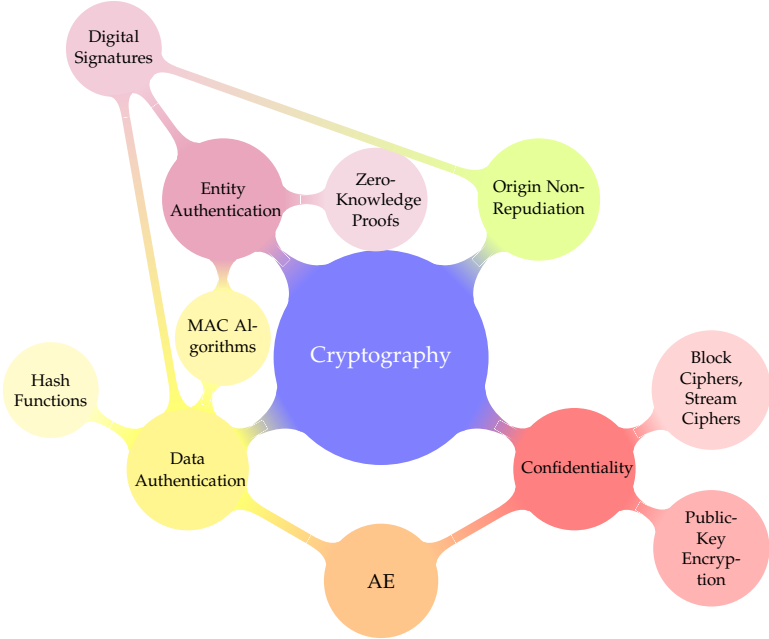 Digital
Signatures
Entity
Authentication
Zero-
Knowledge
Proofs
Origin Non-
Repudiation
MAC Al-
gorithms
Cryptography
Hash
Functions
Block
Ciphers,
Stream
Ciphers
Data
Authentication
Confidentiality
Public-
Key
Encryp-
tion
AE